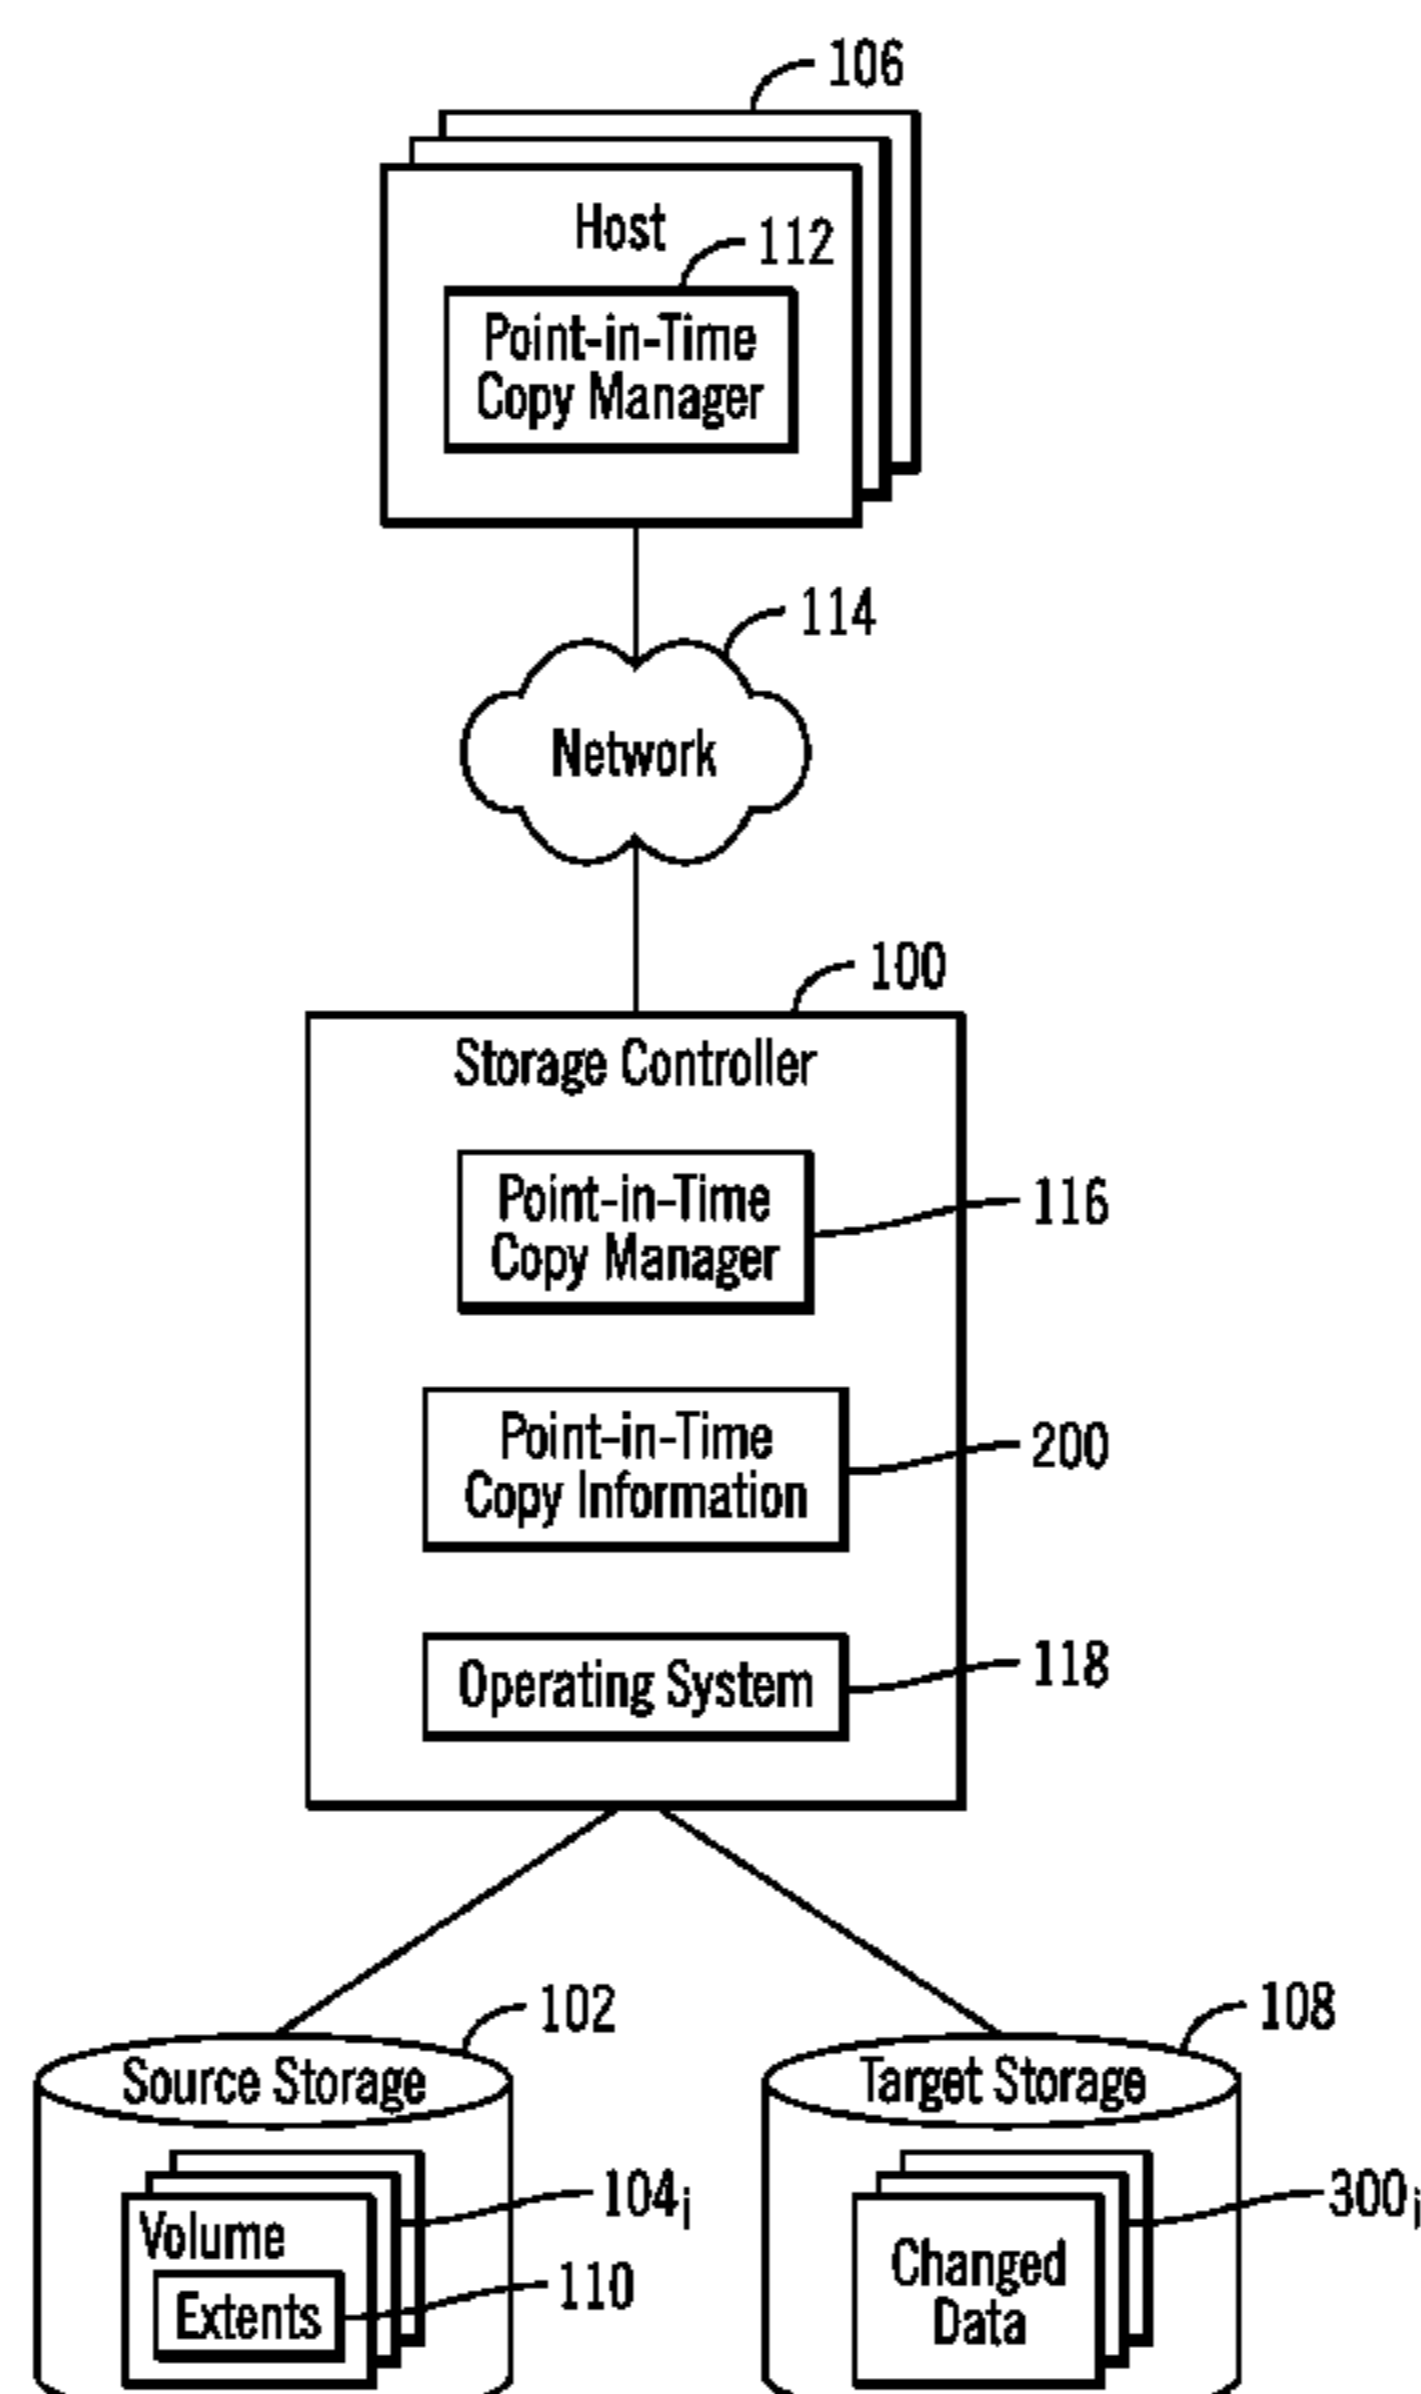 106
Host
112
Point-in-Time
Copy Manager
114
Network
100
Storage Controller
Point-in-Time
Copy Manager
116
Point-in-Time
Copy Information
200
Operating System
118
102
108
Source Storage
Target Storage
104i
300i
Volume
Changed
Data
Extents
110